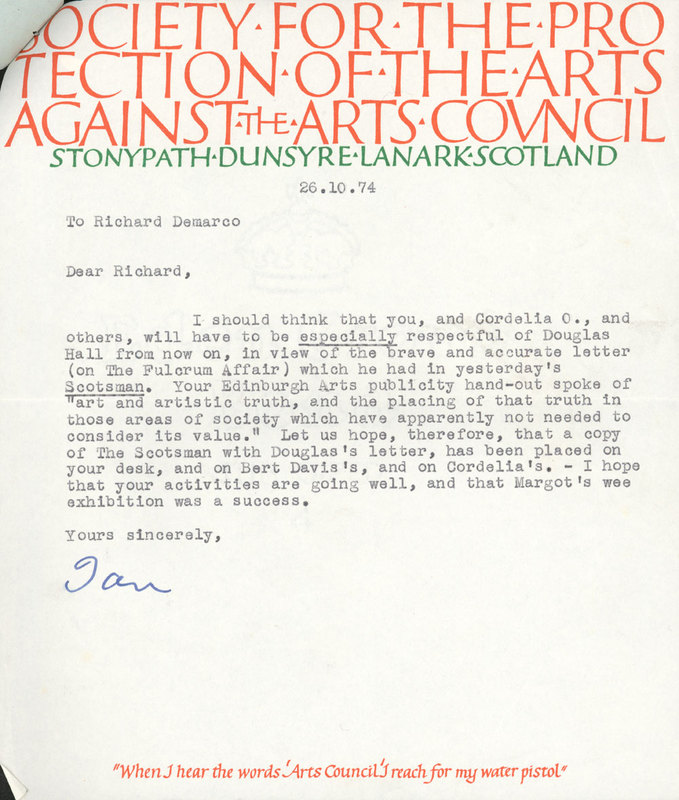 SOCIETY·FOR·THE·PRO
TECTION·OF·THE·ARTS
AGAINST·THE·ARTS·COVNCIL
STONYPATH·DUNSYRE·LANARK·SCOTLAND
26.10.74
To Richard Demarco
Dear Richard,
I should think that you, and Cordelia O., and
others, will have to be especially respectful of Douglas
Hall from now on, in view of the brave and accurate letter
(on The Fulcrum Affair) which he had in yesterday's
Scotsman. Your Edinburgh Arts publicity hand-out spoke of
"art and artistic truth, and the placing of that truth in
those areas of society which have apparently not needed to
consider its value." Let us hope, therefore, that a copy
of The Scotsman with Douglas's letter, has been placed on
your desk, and on Bert Davis's, and on Cordelia's. - I hope
that your activities are going well, and that Margot's wee
exhibition was a success.
Yours sincerely,
Ian
"When I hear the words 'Arts Council' I reach for my water pistol"